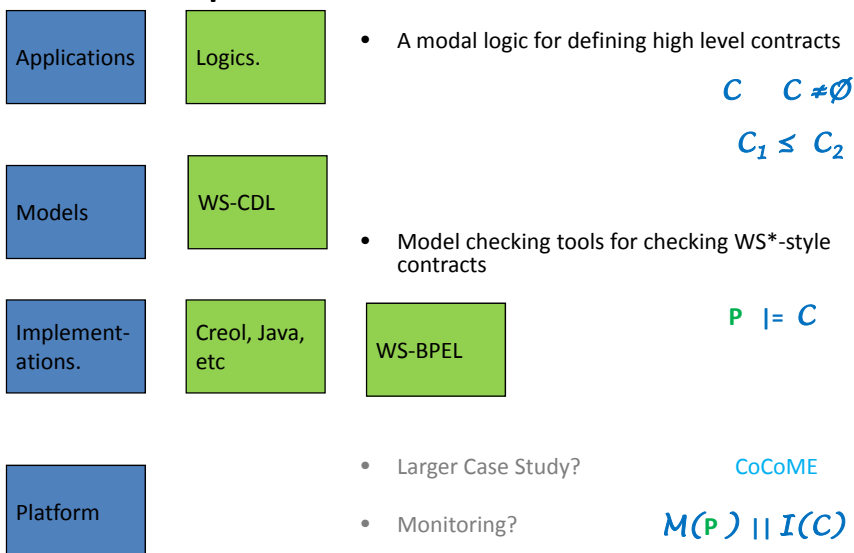 Applications
Logics.
• A modal logic for defining high level contracts
C C ≠Ø
C₁ ≤ C₂
Models
WS-CDL
• Model checking tools for checking WS*-style
contracts
Implement-
ations.
Creol, Java,
etc
WS-BPEL
P |= C
• Larger Case Study? CoCoME
Platform
• Monitoring? M(P ) || I(C)